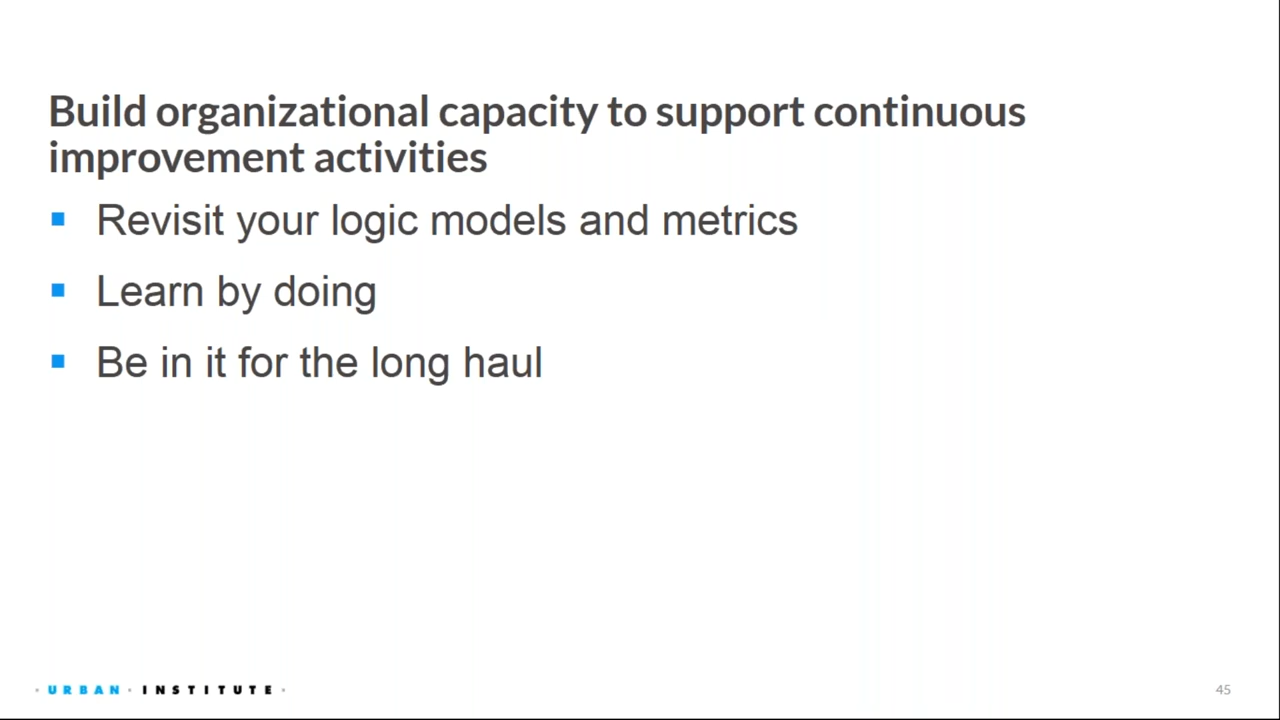 Build organizational capacity to support continuous
improvement activities
▪ Revisit your logic models and metrics
▪ Learn by doing
▪ Be in it for the long haul
· URBAN · INSTITUTE ·
45